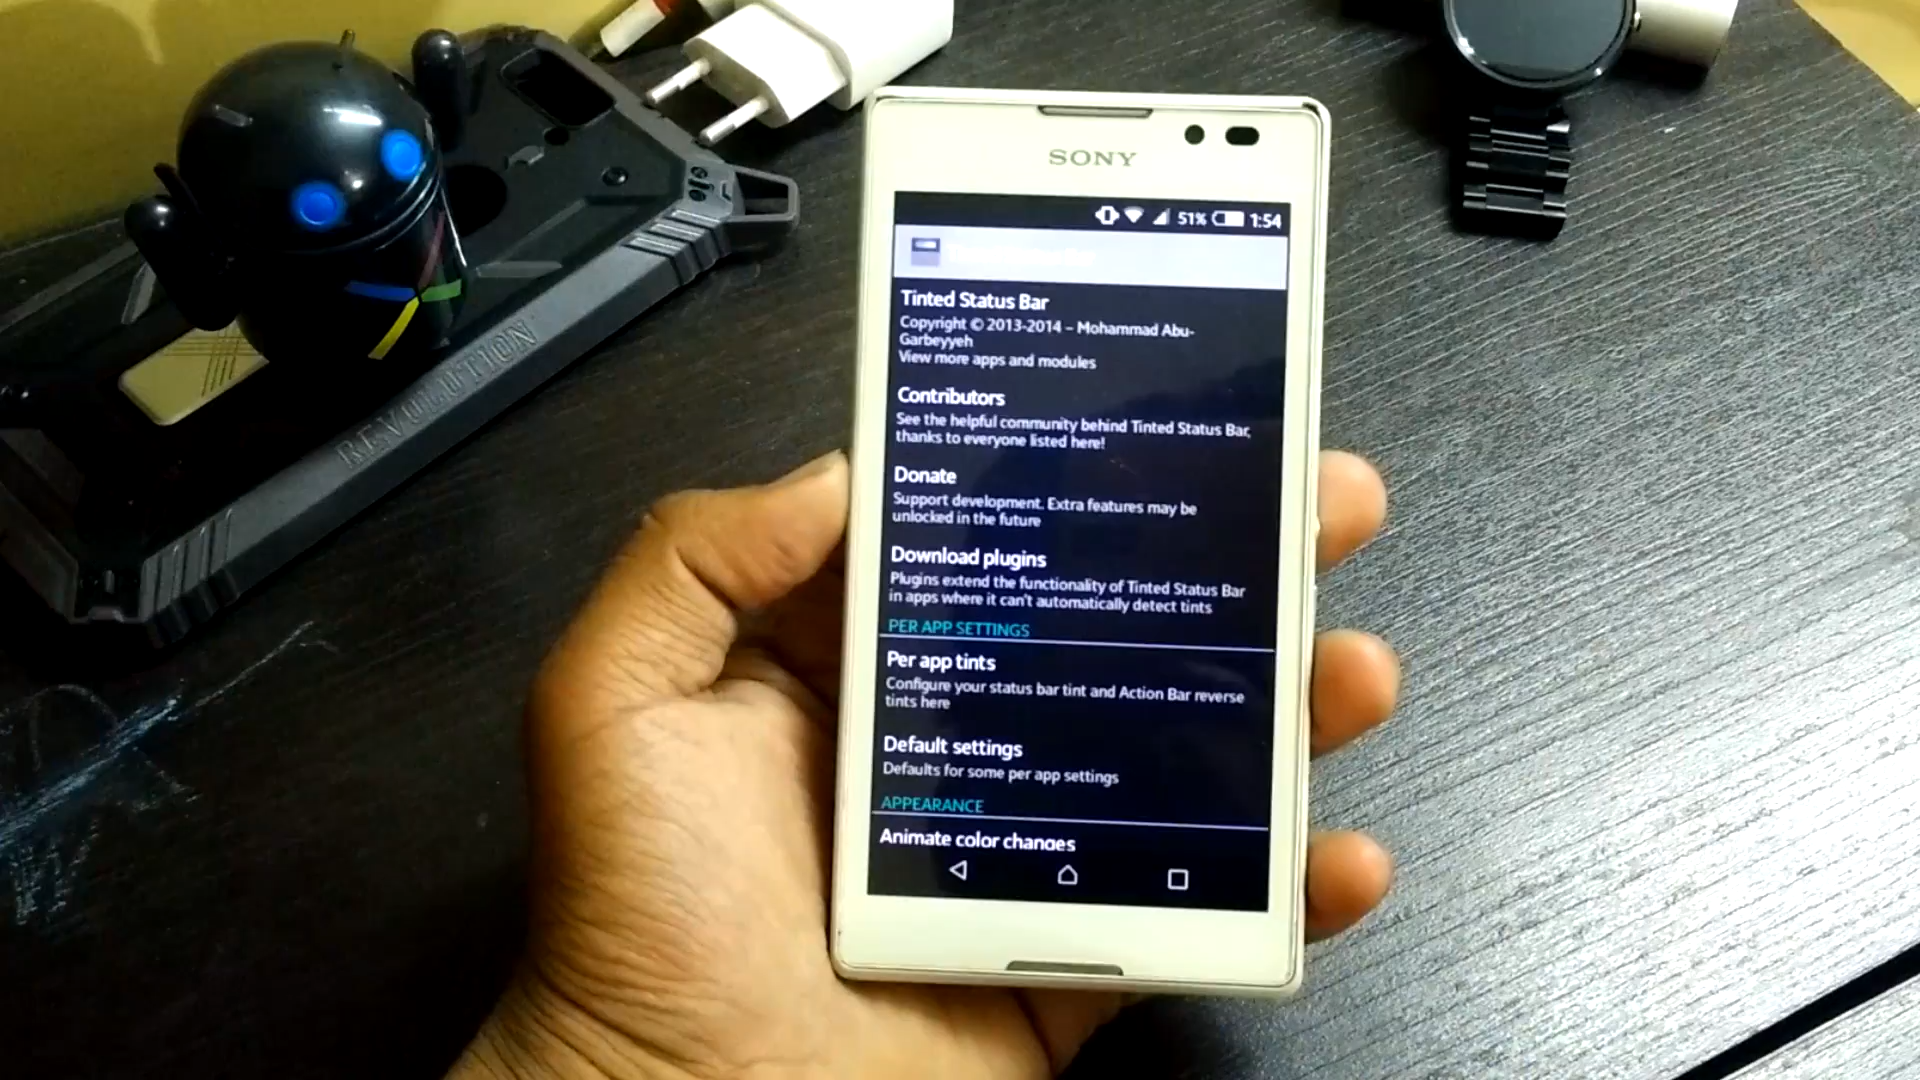 SONY
51% 1:54
Tinted Status Bar
Copyright © 2013-2014 – Mohammad Abu-
Garbeyyeh
View more apps and modules
Contributors
See the helpful community behind Tinted Status Bar,
thanks to everyone listed here!
Donate
Support development. Extra features may be
unlocked in the future
Download plugins
Plugins extend the functionality of Tinted Status Bar
in apps where it can't automatically detect tints
PER APP SETTINGS
Per app tints
Configure your status bar tint and Action Bar reverse
tints here
Default settings
Defaults for some per app settings
APPEARANCE
Animate color changes
REVOLUTION